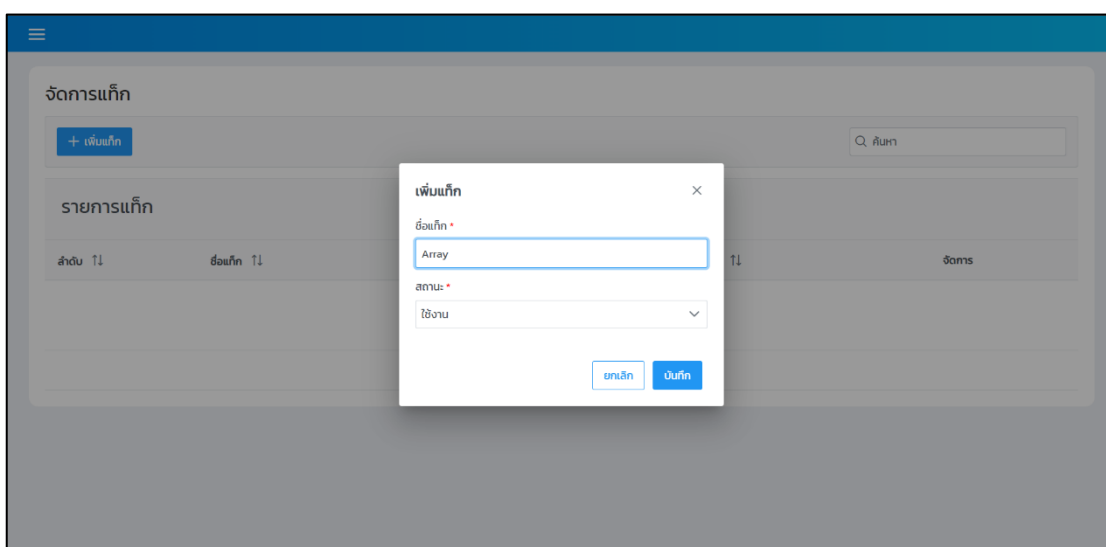 จัดการแท็ก
+ เพิ่มแท็ก
ค้นหา
รายการแท็ก
ลำดับ
ชื่อแท็ก
จัดการ
เพิ่มแท็ก
ชื่อแท็ก *
Array
สถานะ *
ใช้งาน
ยกเลิก
บันทึก